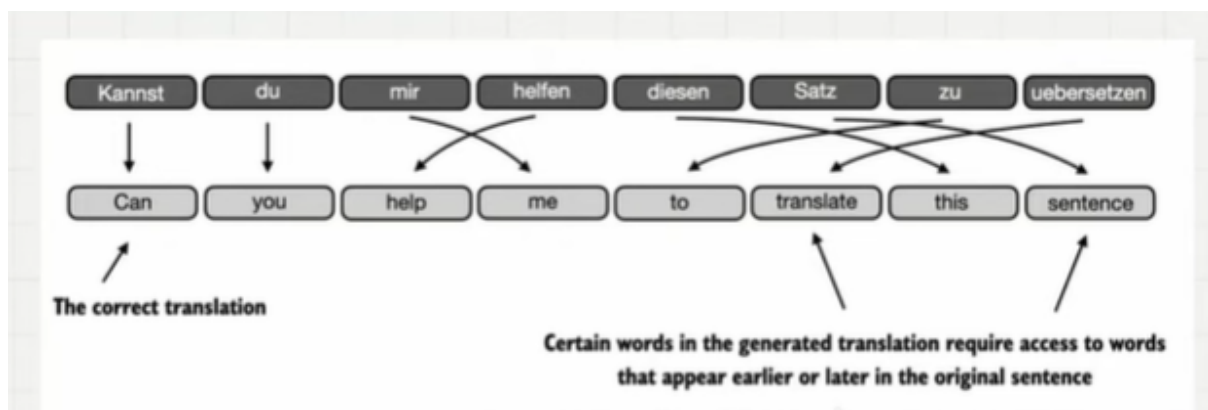 Kannst du mir helfen diesen Satz zu uebersetzen
Can you help me to translate this sentence
The correct translation
Certain words in the generated translation require access to words
that appear earlier or later in the original sentence